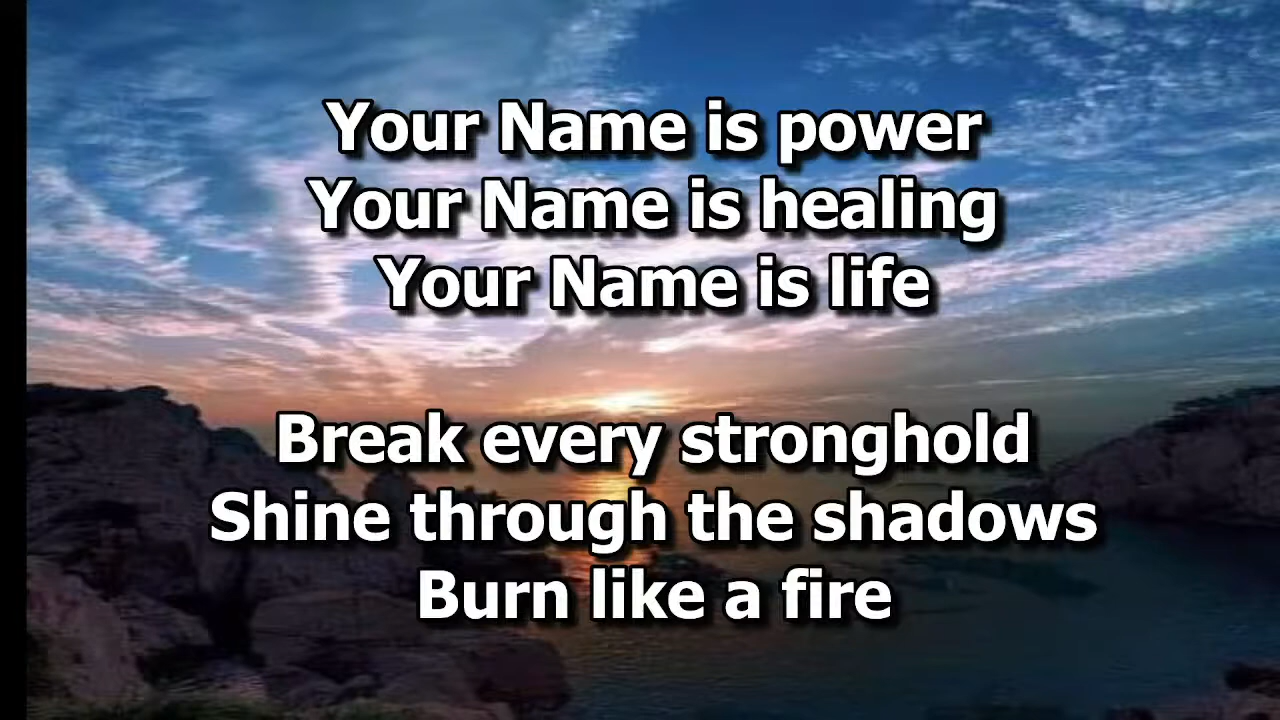 Your Name is power
Your Name is healing
Your Name is life
Break every stronghold
Shine through the shadows
Burn like a fire